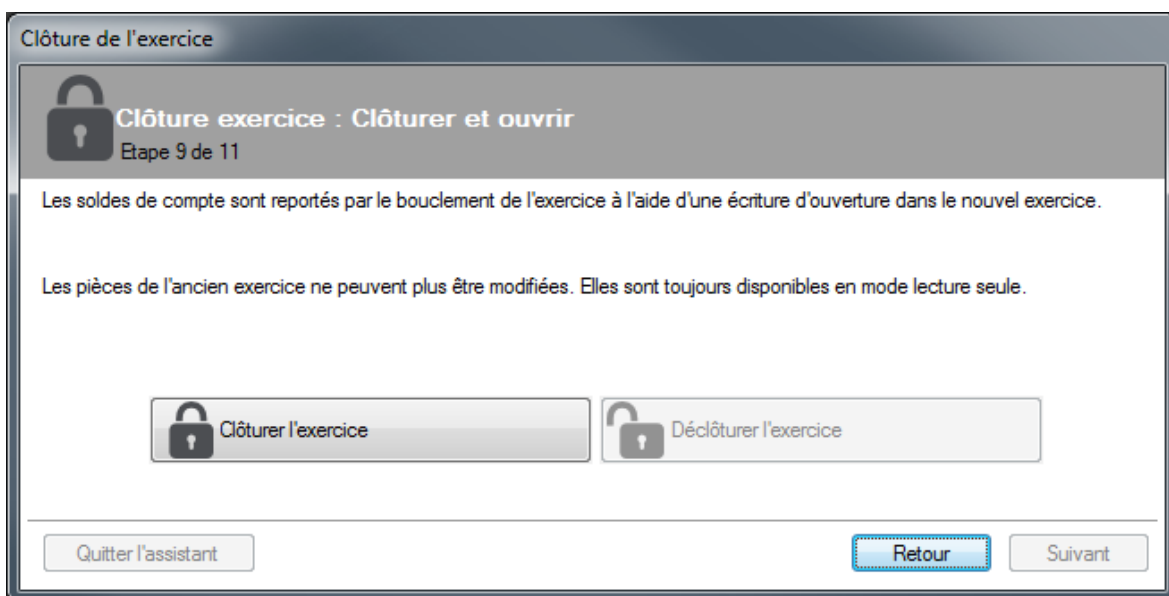 Clôture de l'exercice
Clôture exercice : Clôturer et ouvrir
Etape 9 de 11
Les soldes de compte sont reportés par le bouclement de l'exercice à l'aide d'une écriture d'ouverture dans le nouvel exercice.
Les pièces de l'ancien exercice ne peuvent plus être modifiées. Elles sont toujours disponibles en mode lecture seule.
Clôturer l'exercice
Déclôturer l'exercice
Quitter l'assistant
Retour
Suivant